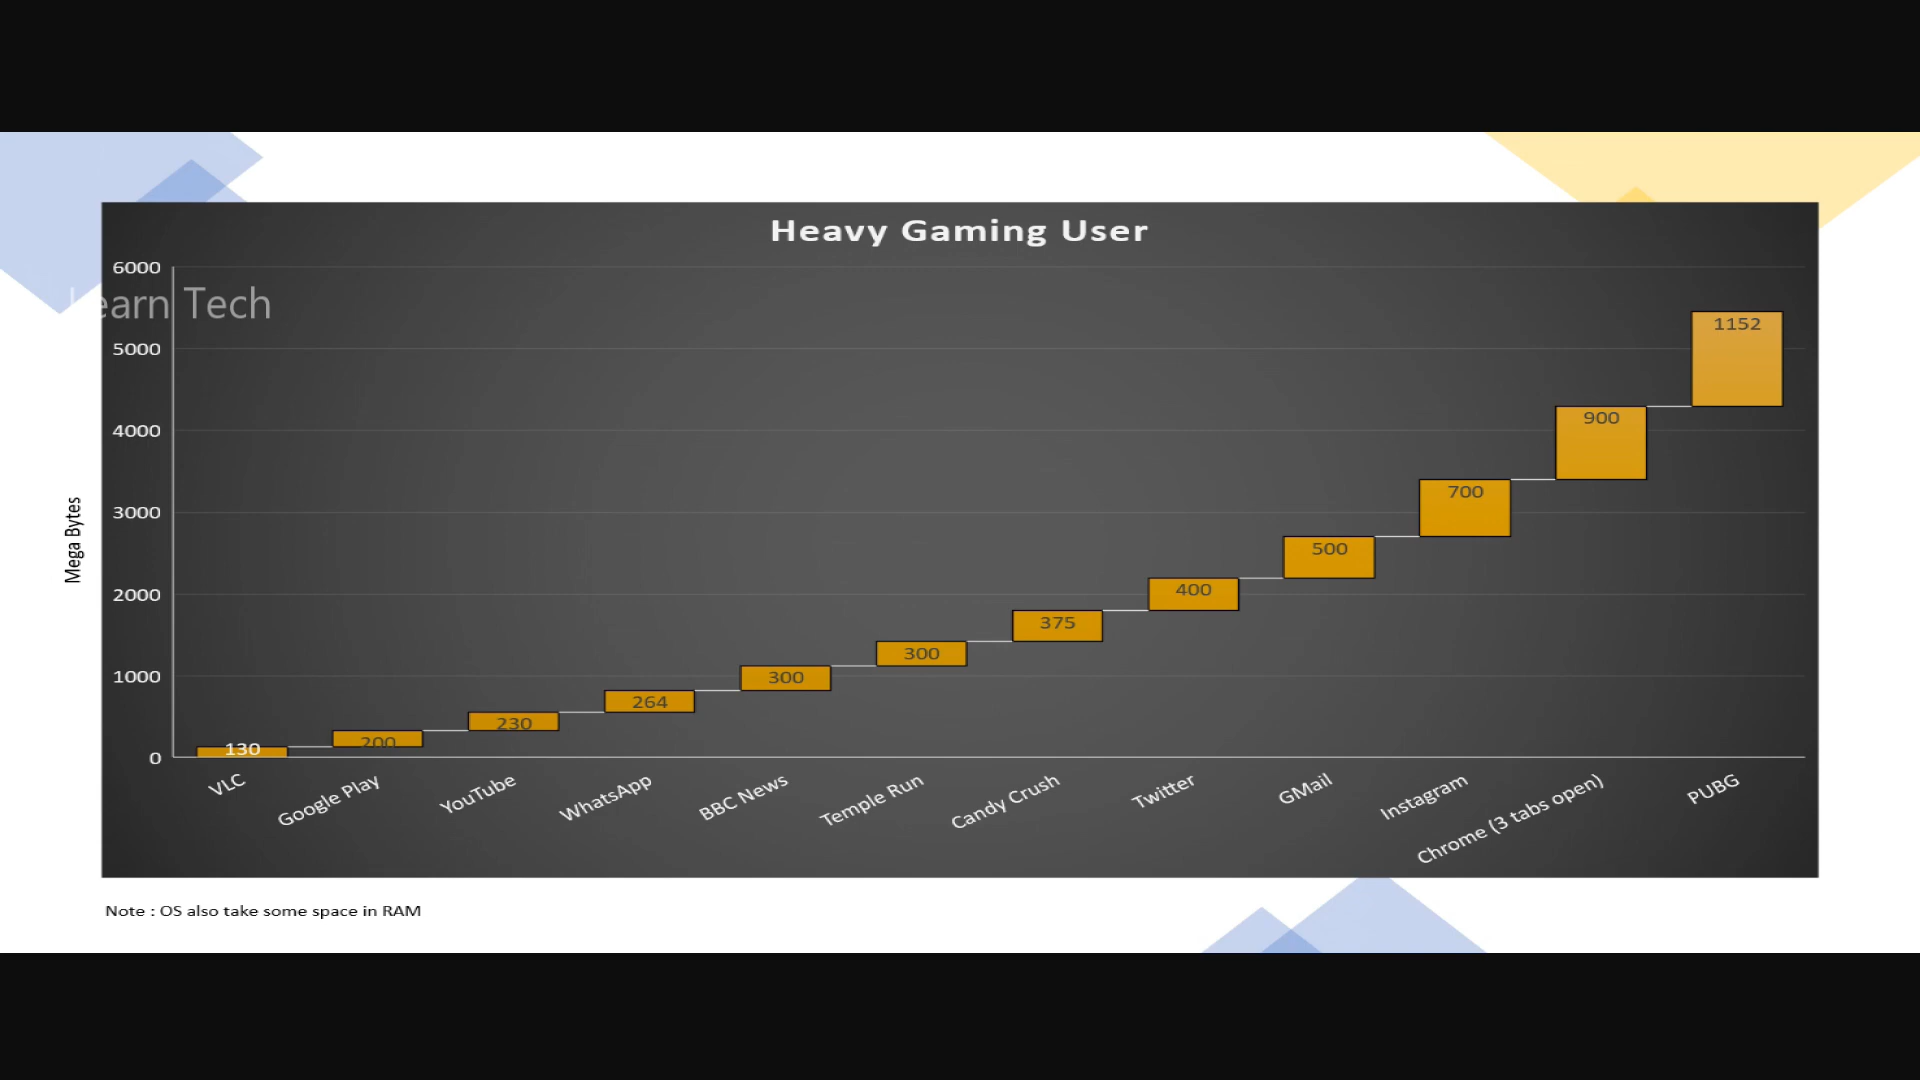 Heavy Gaming User
Learn Tech
6000
5000
4000
3000
2000
1000
0
Mega Bytes
130
200
230
264
300
300
375
400
500
700
900
1152
VLC
Google Play
YouTube
WhatsApp
BBC News
Temple Run
Candy Crush
Twitter
GMail
Instagram
Chrome (3 tabs open)
PUBG
Note : OS also take some space in RAM